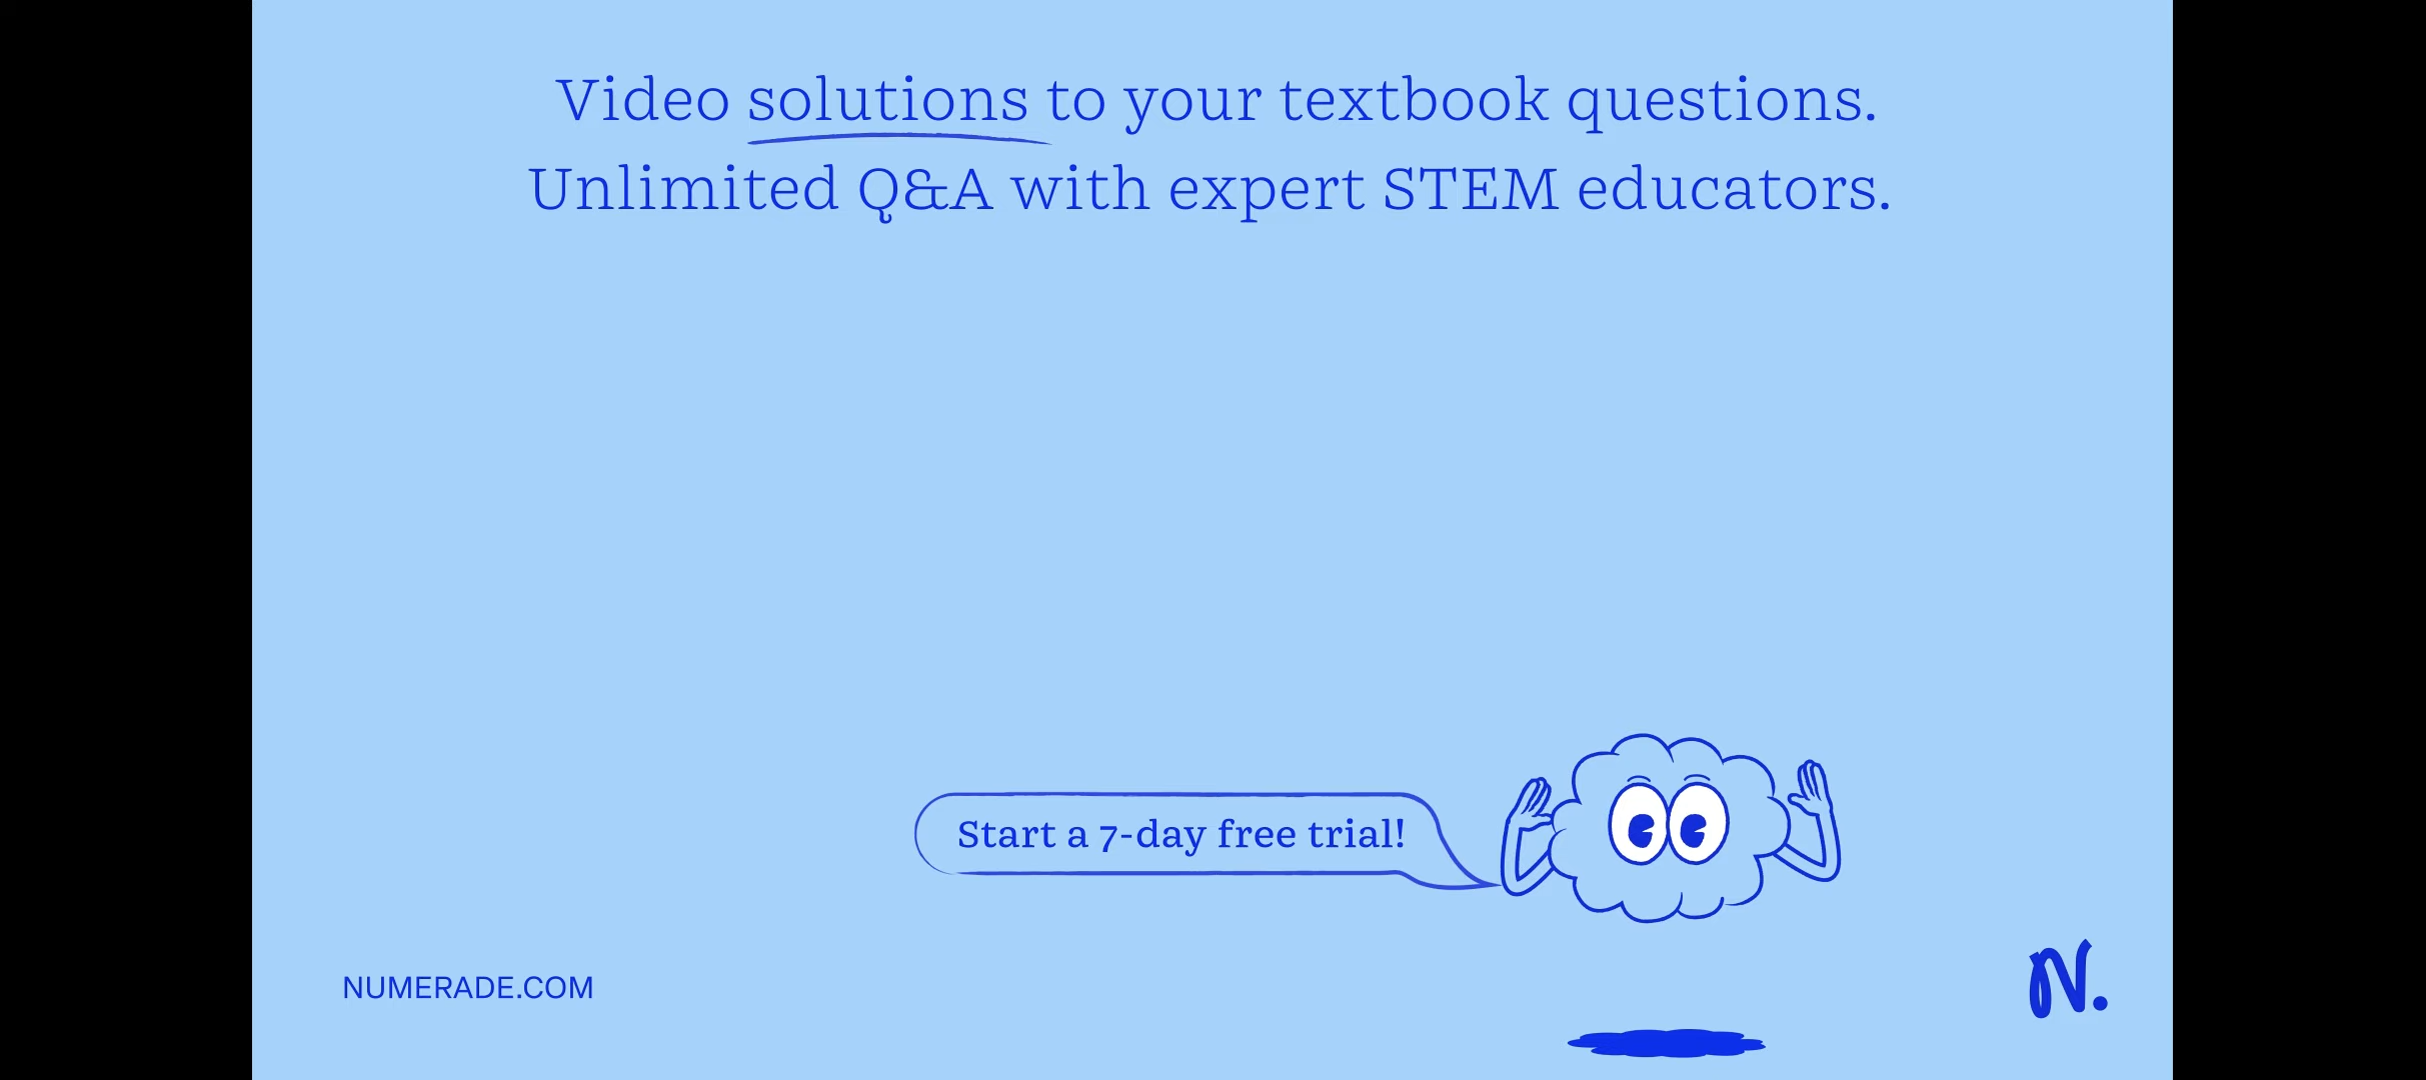 Video solutions to your textbook questions.
Unlimited Q&A with expert STEM educators.
Start a 7-day free trial!
NUMERADE.COM
N.